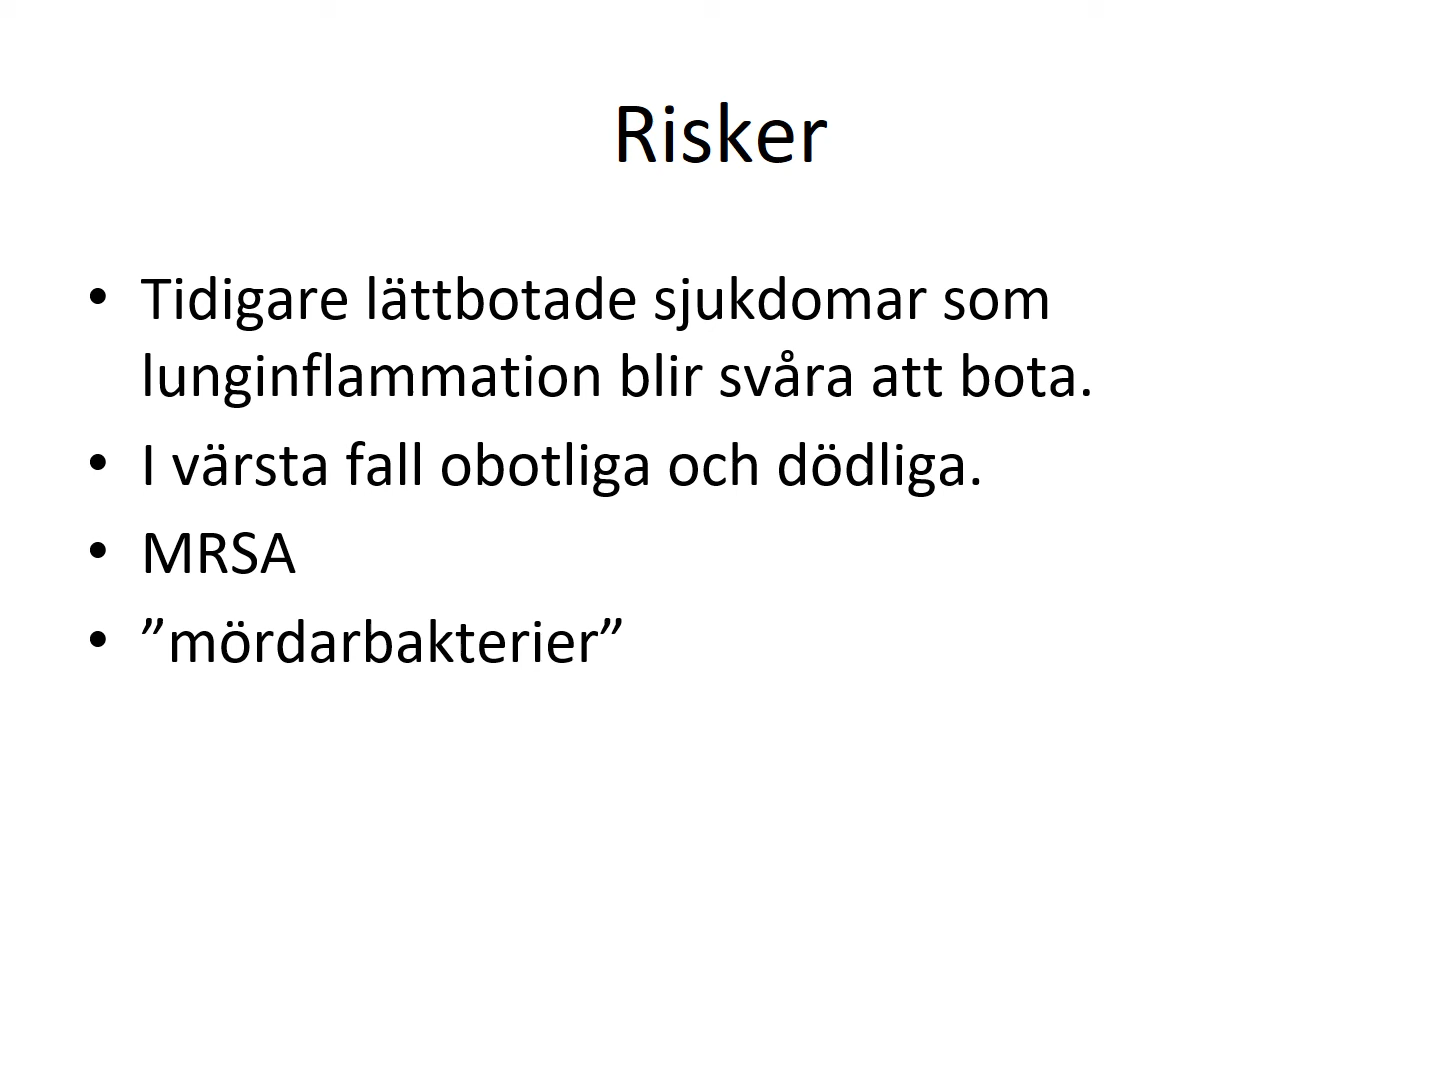 Risker
• Tidigare lättbotade sjukdomar som
lunginflammation blir svåra att bota.
• I värsta fall obotliga och dödliga.
• MRSA
• ”mördarbakterier”